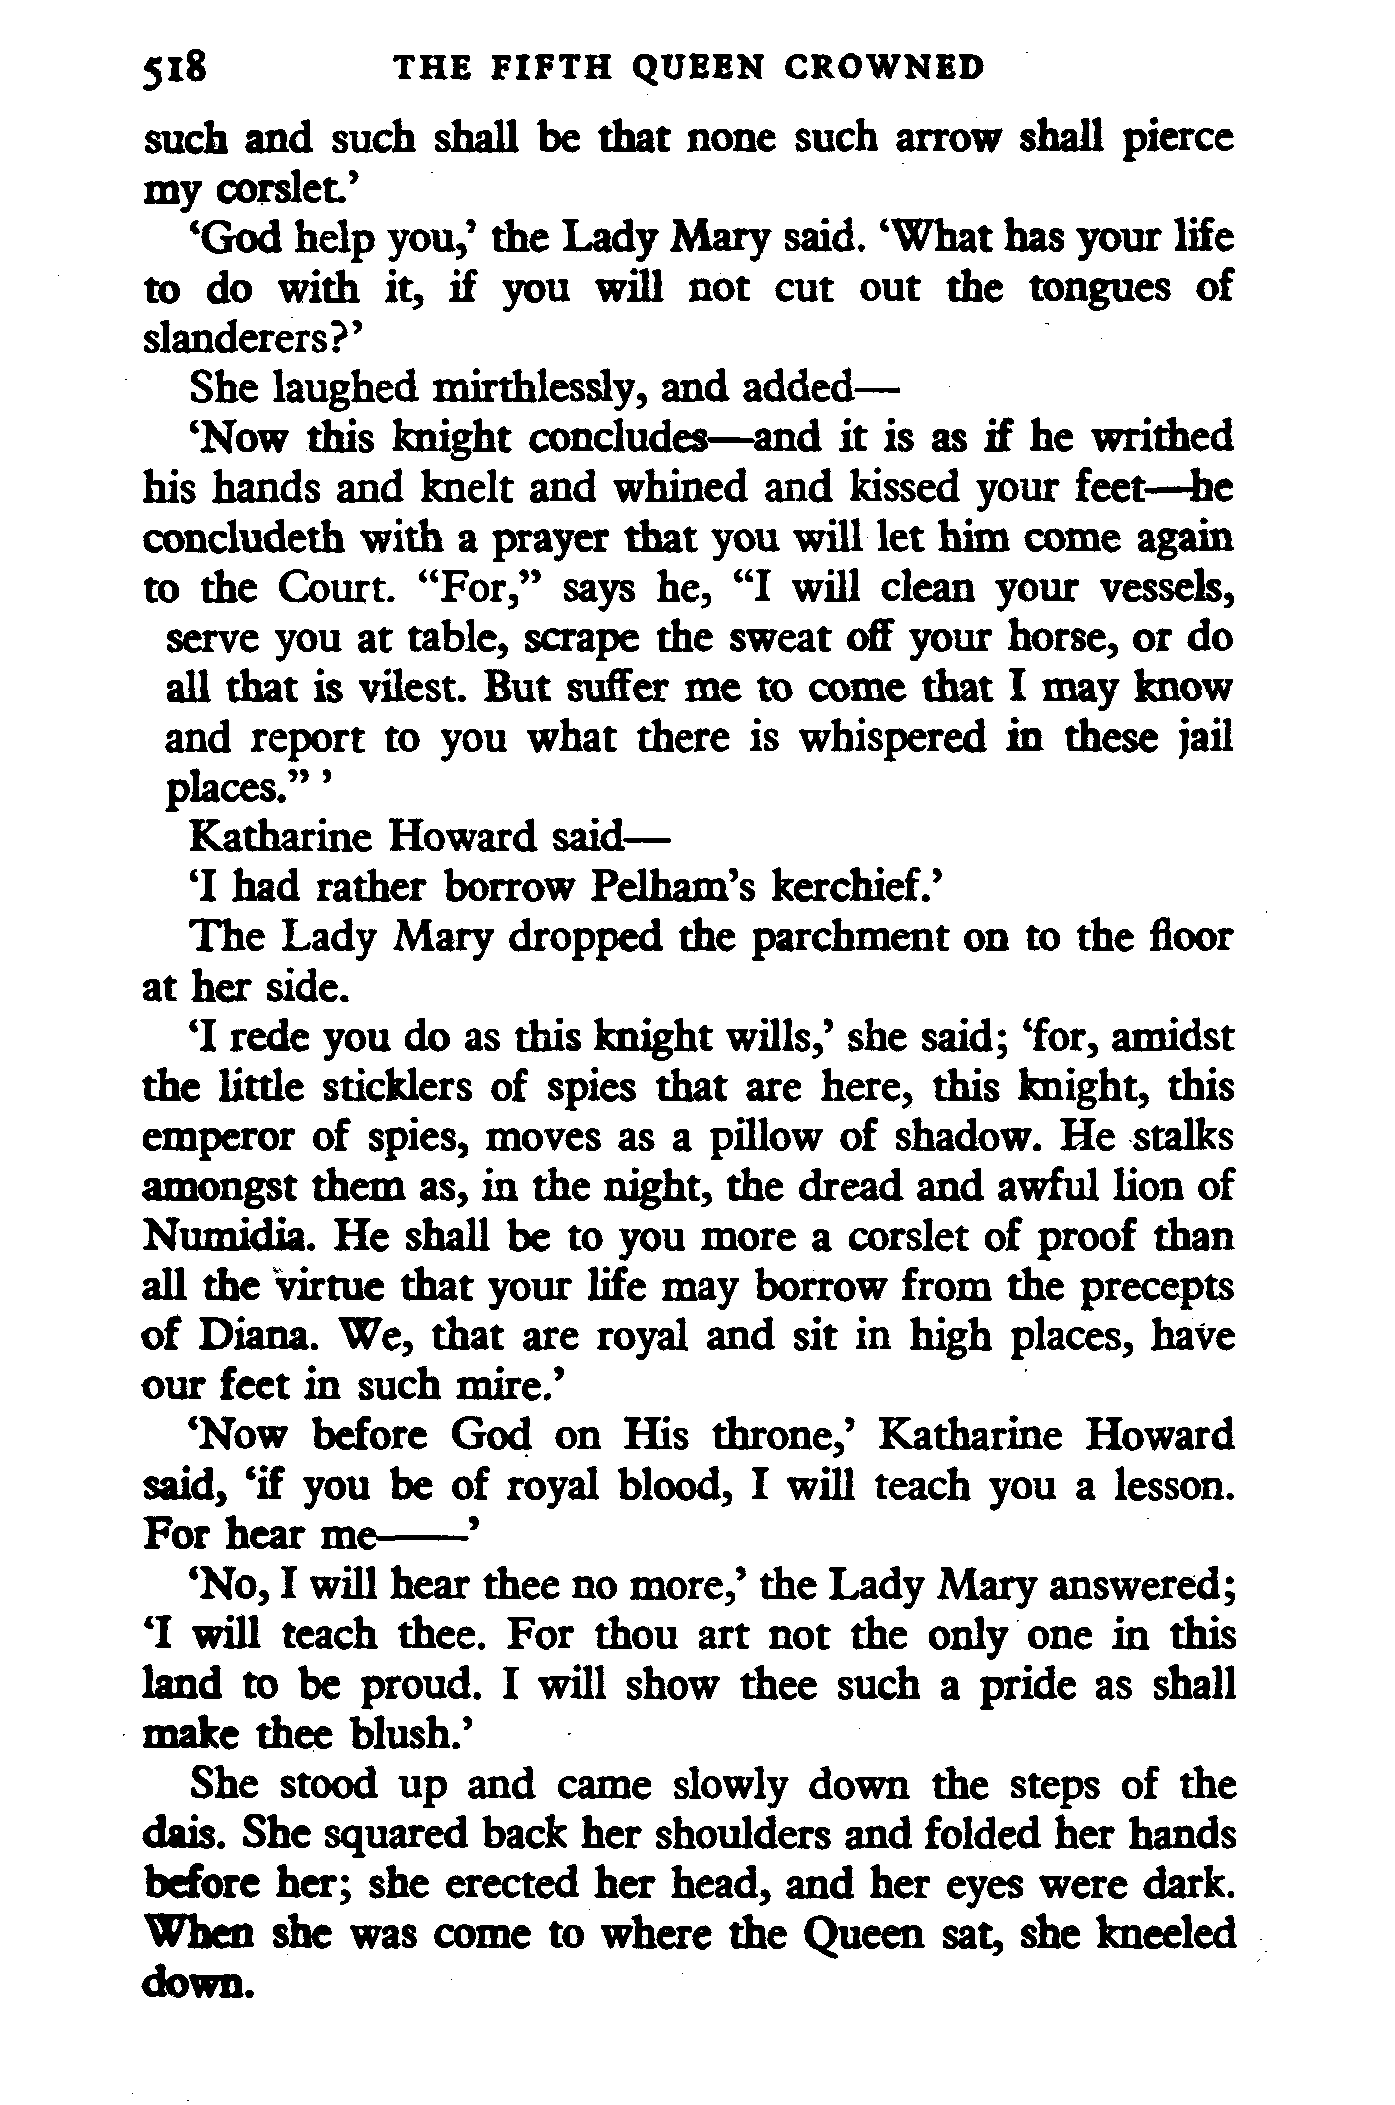 518 THE FIFTH QUEEN CROWNED
such and such shall be that none such arrow shall pierce
my corslet.’
‘God help you,’ the Lady Mary said. ‘What has your life
to do with it, if you will not cut out the tongues of
slanderers?’
She laughed mirthlessly, and added—
‘Now this knight concludes—and it is as if he writhed
his hands and knelt and whined and kissed your feet—he
concludeth with a prayer that you will let him come again
to the Court. “For,” says he, “I will clean your vessels,
serve you at table, scrape the sweat off your horse, or do
all that is vilest. But suffer me to come that I may know
and report to you what there is whispered in these jail
places.” ’
Katharine Howard said—
‘I had rather borrow Pelham’s kerchief.’
The Lady Mary dropped the parchment on to the floor
at her side.
‘I rede you do as this knight wills,’ she said; ‘for, amidst
the little sticklers of spies that are here, this knight, this
emperor of spies, moves as a pillow of shadow. He stalks
amongst them as, in the night, the dread and awful lion of
Numidia. He shall be to you more a corslet of proof than
all the virtue that your life may borrow from the precepts
of Diana. We, that are royal and sit in high places, have
our feet in such mire.’
‘Now before God on His throne,’ Katharine Howard
said, ‘if you be of royal blood, I will teach you a lesson.
For hear me——’
‘No, I will hear thee no more,’ the Lady Mary answered;
‘I will teach thee. For thou art not the only one in this
land to be proud. I will show thee such a pride as shall
make thee blush.’
She stood up and came slowly down the steps of the
dais. She squared back her shoulders and folded her hands
before her; she erected her head, and her eyes were dark.
When she was come to where the Queen sat, she kneeled
down.